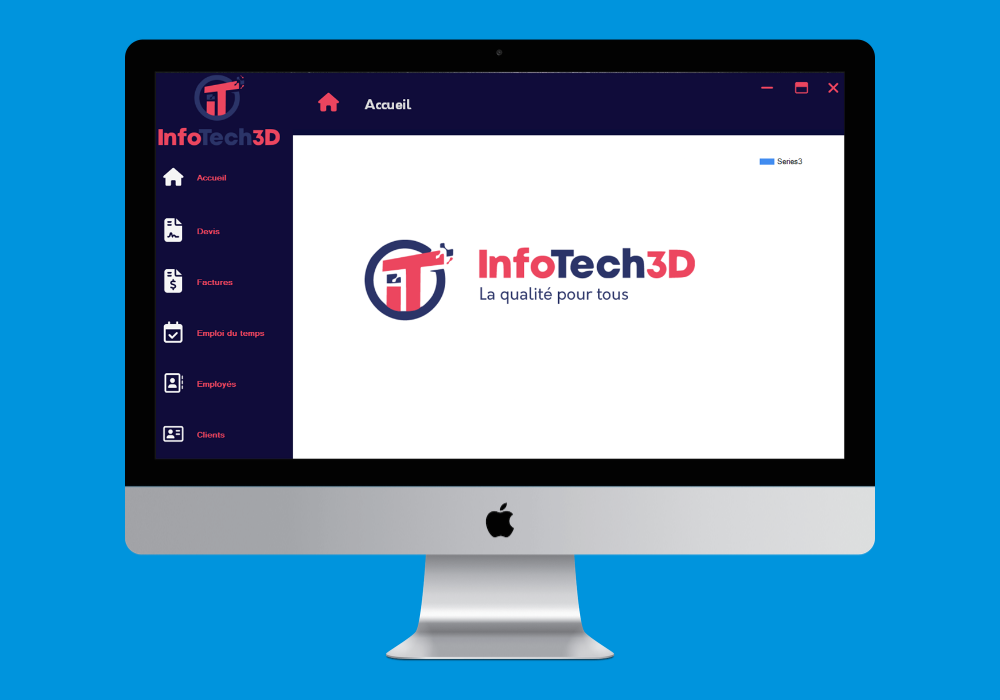 iT
InfoTech3D
Accueil
Accueil
Devis
Factures
Emploi du temps
Employés
Clients
Series3
iT
InfoTech3D
La qualité pour tous